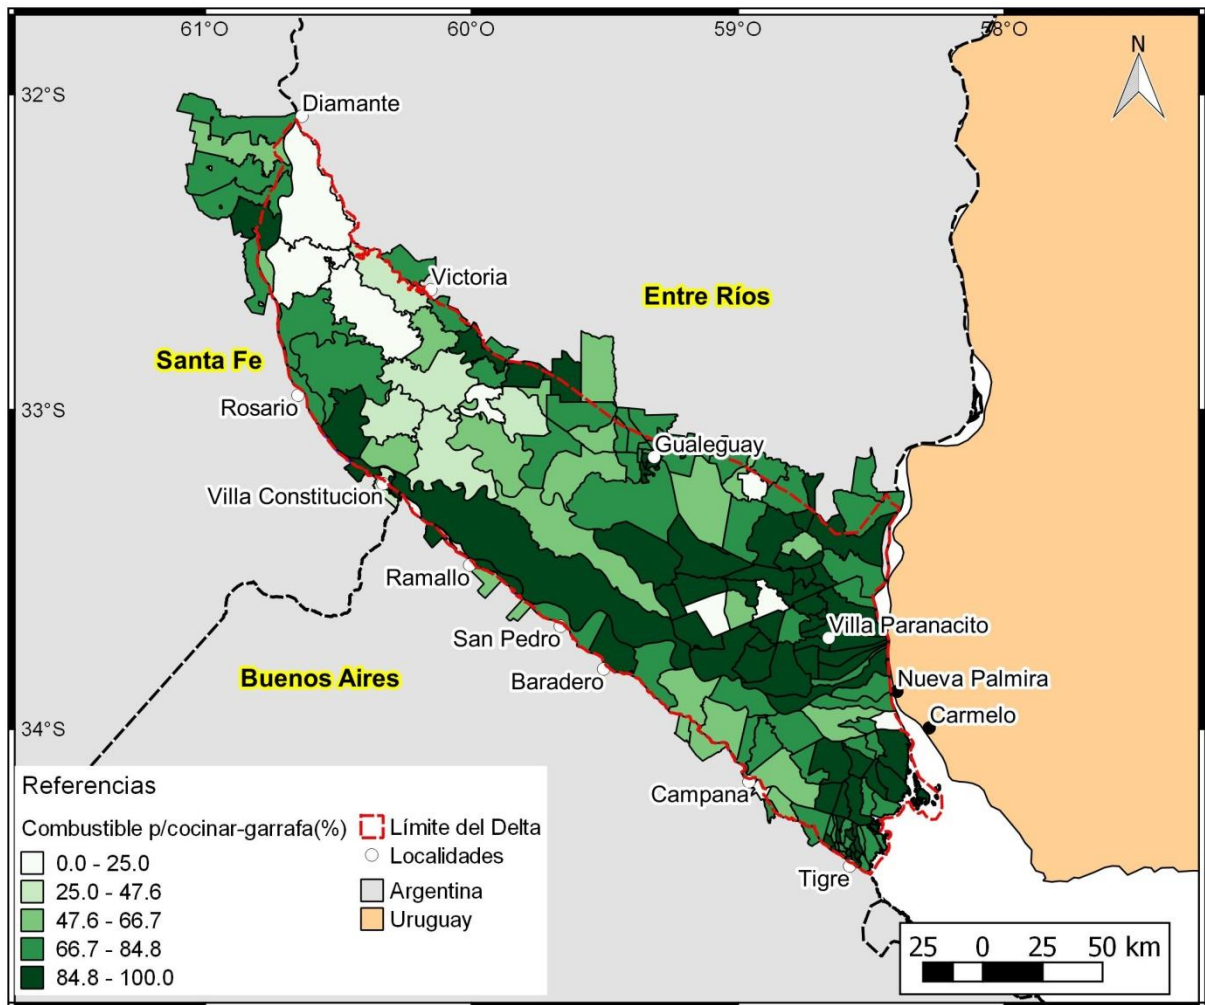 61°O 60°O 59°O 58°O
N
32°S
Diamante
Victoria
Entre Ríos
Santa Fe
33°S
Rosario
Gualeguay
Villa Constitucion
Ramallo
San Pedro
Villa Paranacito
Baradero
Buenos Aires
Nueva Palmira
Carmelo
34°S
Campana
Tigre
Referencias
Combustible p/cocinar-garrafa(%)
0.0 - 25.0
25.0 - 47.6
47.6 - 66.7
66.7 - 84.8
84.8 - 100.0
Límite del Delta
Localidades
Argentina
Uruguay
25 0 25 50 km